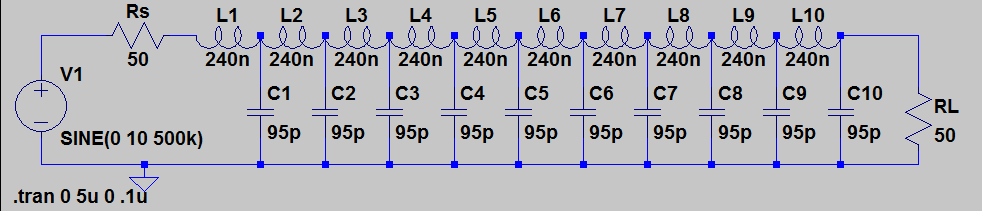 Rs L1 L2 L3 L4 L5 L6 L7 L8 L9 L10
50 240n 240n 240n 240n 240n 240n 240n 240n 240n 240n
V1 C1 C2 C3 C4 C5 C6 C7 C8 C9 C10 RL
SINE(0 10 500k) 95p 95p 95p 95p 95p 95p 95p 95p 95p 95p 50
.tran 0 5u 0 .1u